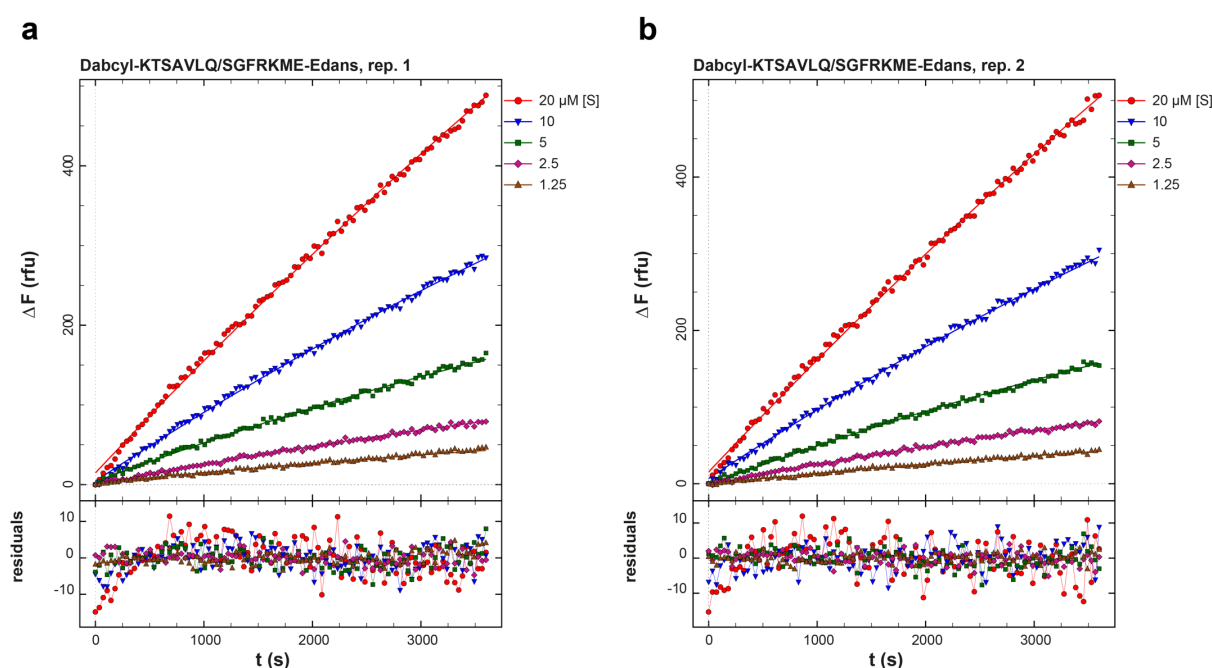 a
Dabcyl-KTSAVLQ/SGFRKME-Edans, rep. 1
20 µM [S]
10
5
2.5
1.25
ΔF (rfu)
400
200
0
residuals
10
0
-10
0 1000 2000 3000
t (s)
b
Dabcyl-KTSAVLQ/SGFRKME-Edans, rep. 2
20 µM [S]
10
5
2.5
1.25
ΔF (rfu)
400
200
0
residuals
10
0
-10
0 1000 2000 3000
t (s)